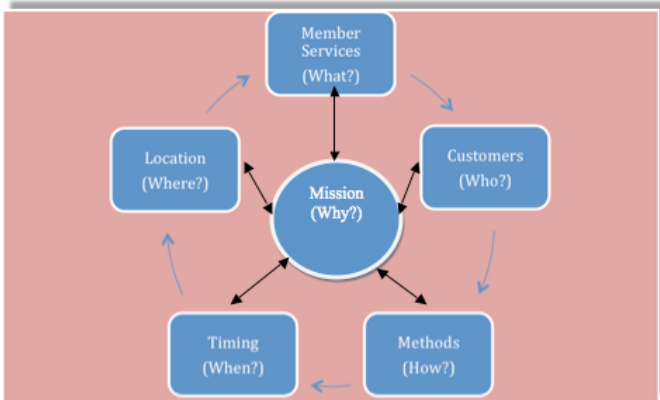 Member
Services
(What?)
Location
(Where?)
Customers
(Who?)
Mission
(Why?)
Timing
(When?)
Methods
(How?)